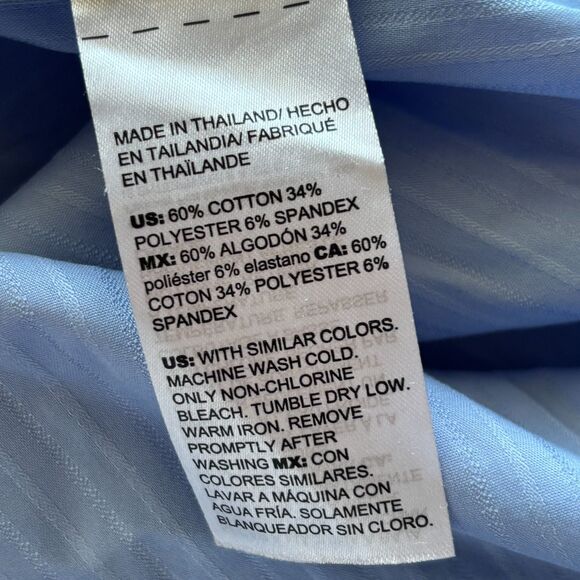 MADE IN THAILAND/ HECHO
EN TAILANDIA/ FABRIQUÉ
EN THAÏLANDE
US: 60% COTTON 34%
POLYESTER 6% SPANDEX
MX: 60% ALGODÓN 34%
poliéster 6% elastano CA: 60%
COTON 34% POLYESTER 6%
SPANDEX
US: WITH SIMILAR COLORS.
MACHINE WASH COLD.
ONLY NON-CHLORINE
BLEACH. TUMBLE DRY LOW.
WARM IRON. REMOVE
PROMPTLY AFTER
WASHING MX: CON
COLORES SIMILARES.
LAVAR A MÁQUINA CON
AGUA FRÍA. SOLAMENTE
BLANQUEADOR SIN CLORO.